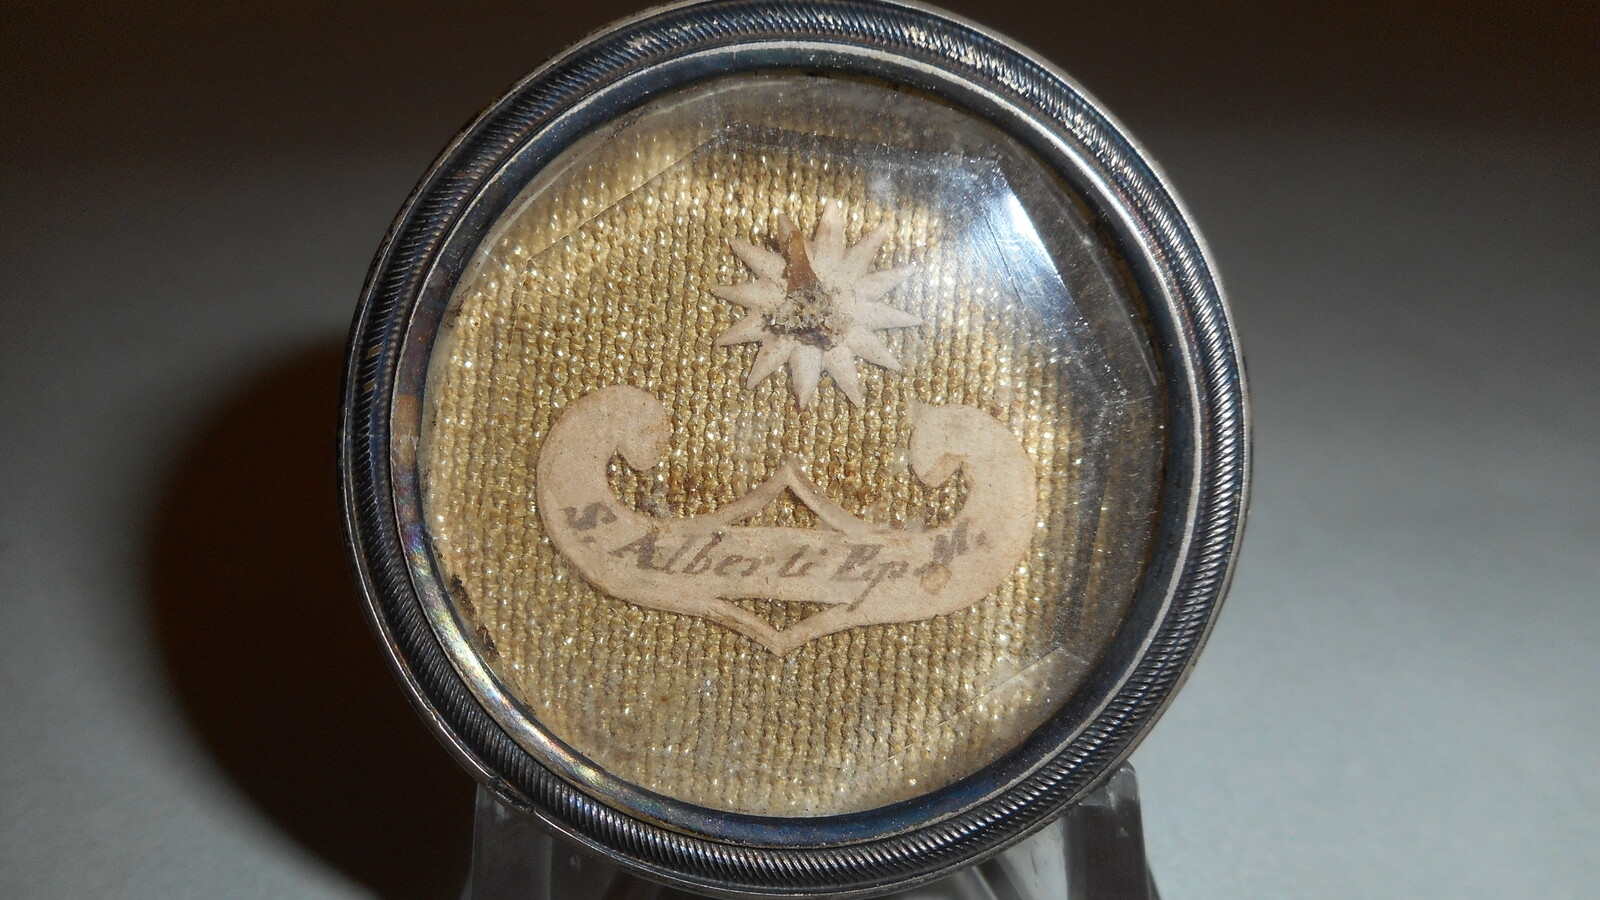 S. Alberti Ep. M.